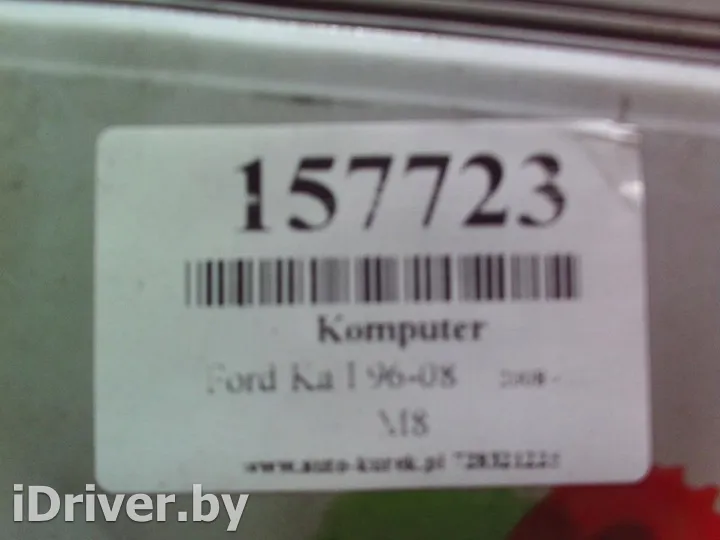 157723
Komputer
Ford Ka I 96-08
M8
www.auto-kurek.pl
iDriver.by